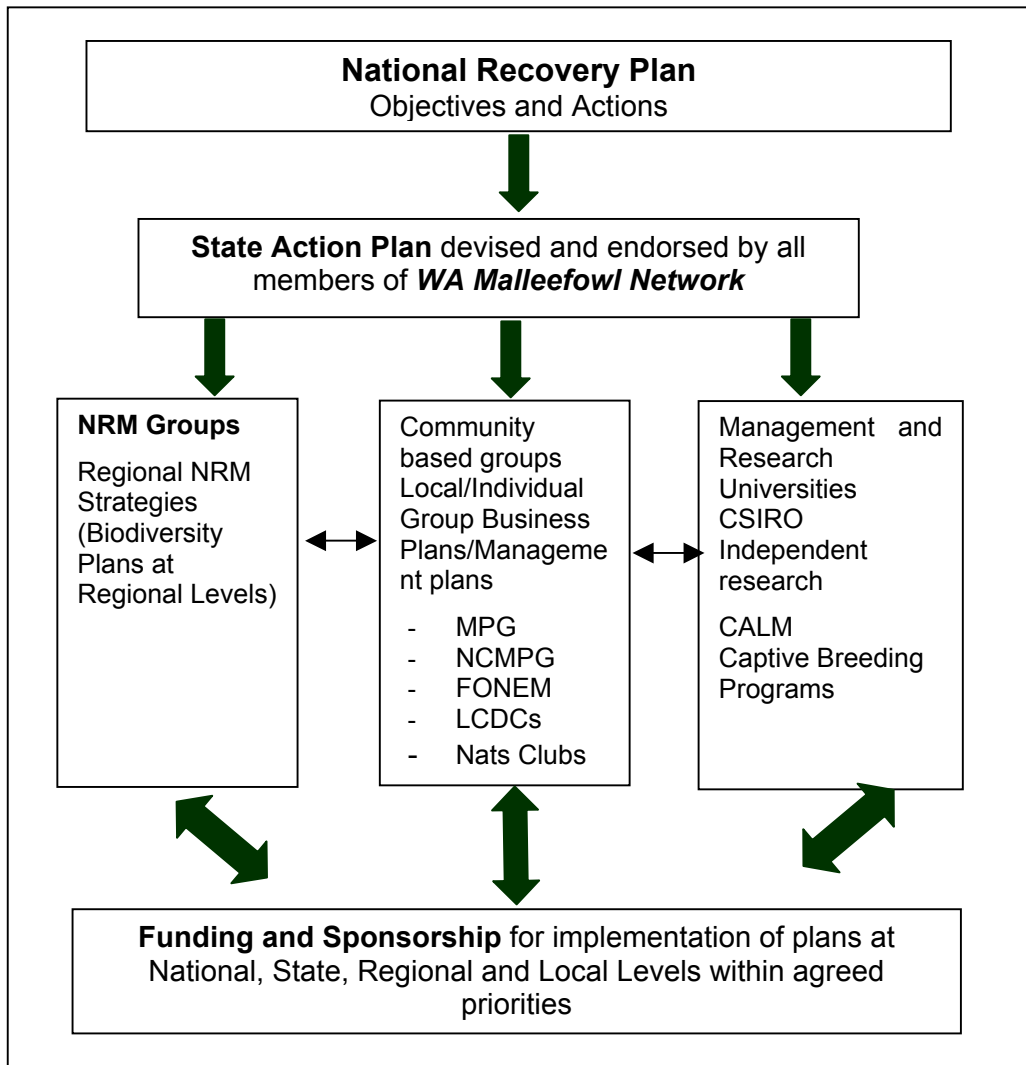 National Recovery Plan
Objectives and Actions
State Action Plan devised and endorsed by all
members of WA Malleefowl Network
NRM Groups
Regional NRM
Strategies
(Biodiversity
Plans at
Regional Levels)
Community
based groups
Local/Individual
Group Business
Plans/Manageme
nt plans
- MPG
- NCMPG
- FONEM
- LCDCs
- Nats Clubs
Management and
Research
Universities
CSIRO
Independent
research
CALM
Captive Breeding
Programs
Funding and Sponsorship for implementation of plans at
National, State, Regional and Local Levels within agreed
priorities